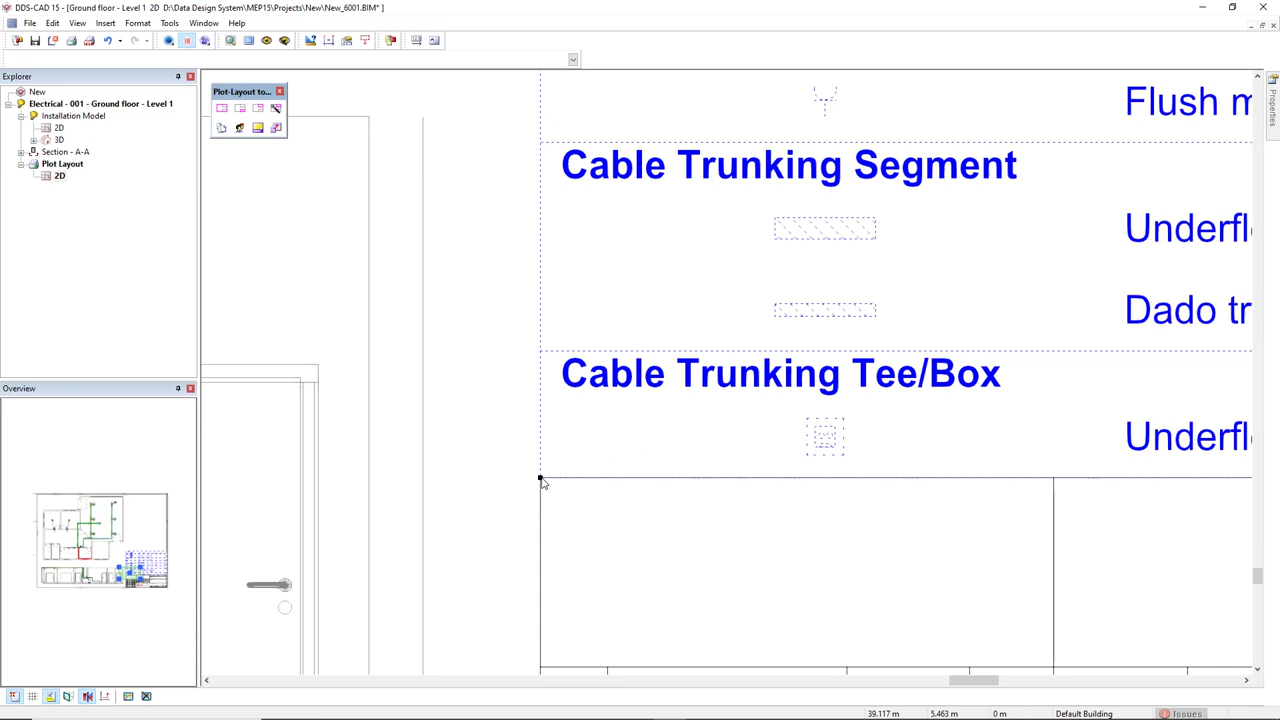 DDS-CAD 15 - [Ground floor - Level 1  2D  D:\Data Design System\MEP15\Projects\New\New_6001.BIM* ]
File Edit View Insert Format Tools Window Help
Explorer
New
Electrical - 001 - Ground floor - Level 1
Installation Model
2D
3D
Section - A-A
Plot Layout
2D
Plot-Layout to...
Flush m
Cable Trunking Segment
Underfl
Dado tr
Cable Trunking Tee/Box
Underfl
Properties
Overview
39.117 m 5.463 m 0 m Default Building Issues